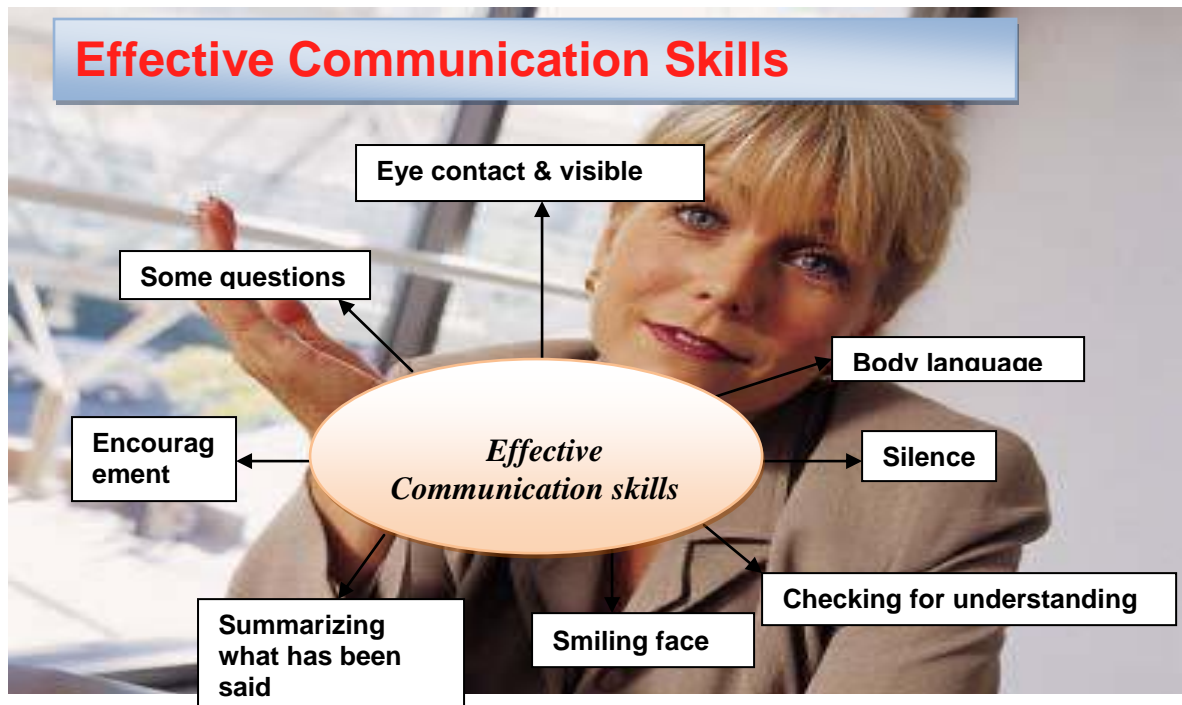 Effective Communication Skills
Eye contact & visible
Some questions
Body language
Encourag
ement
Effective
Communication skills
Silence
Checking for understanding
Summarizing
what has been
said
Smiling face